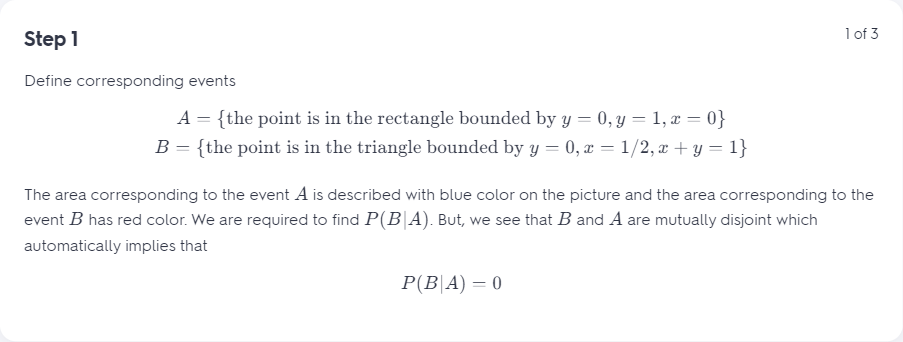 Step 1
1 of 3
Define corresponding events
A = {the point is in the rectangle bounded by y = 0, y = 1, x = 0}
B = {the point is in the triangle bounded by y = 0, x = 1/2, x + y = 1}
The area corresponding to the event A is described with blue color on the picture and the area corresponding to the
event B has red color. We are required to find P(B|A). But, we see that B and A are mutually disjoint which
automatically implies that
P(B|A) = 0